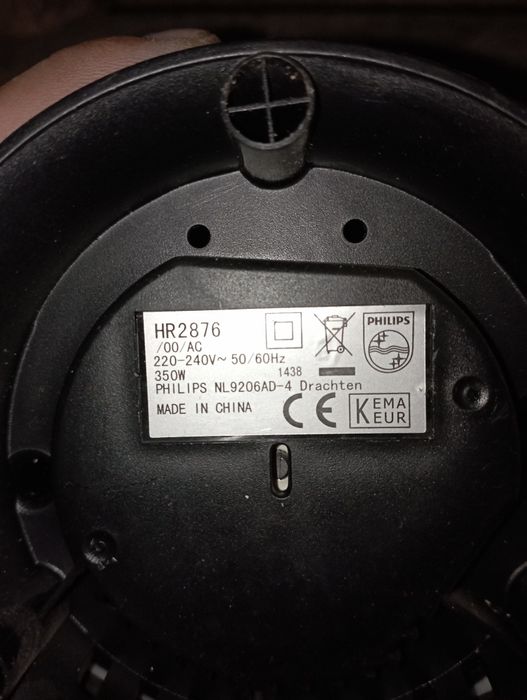 HR2876
/00/AC
220-240V~ 50/60Hz
350W 1438
PHILIPS NL9206AD-4 Drachten
MADE IN CHINA
CE
KEMA
EUR
PHILIPS